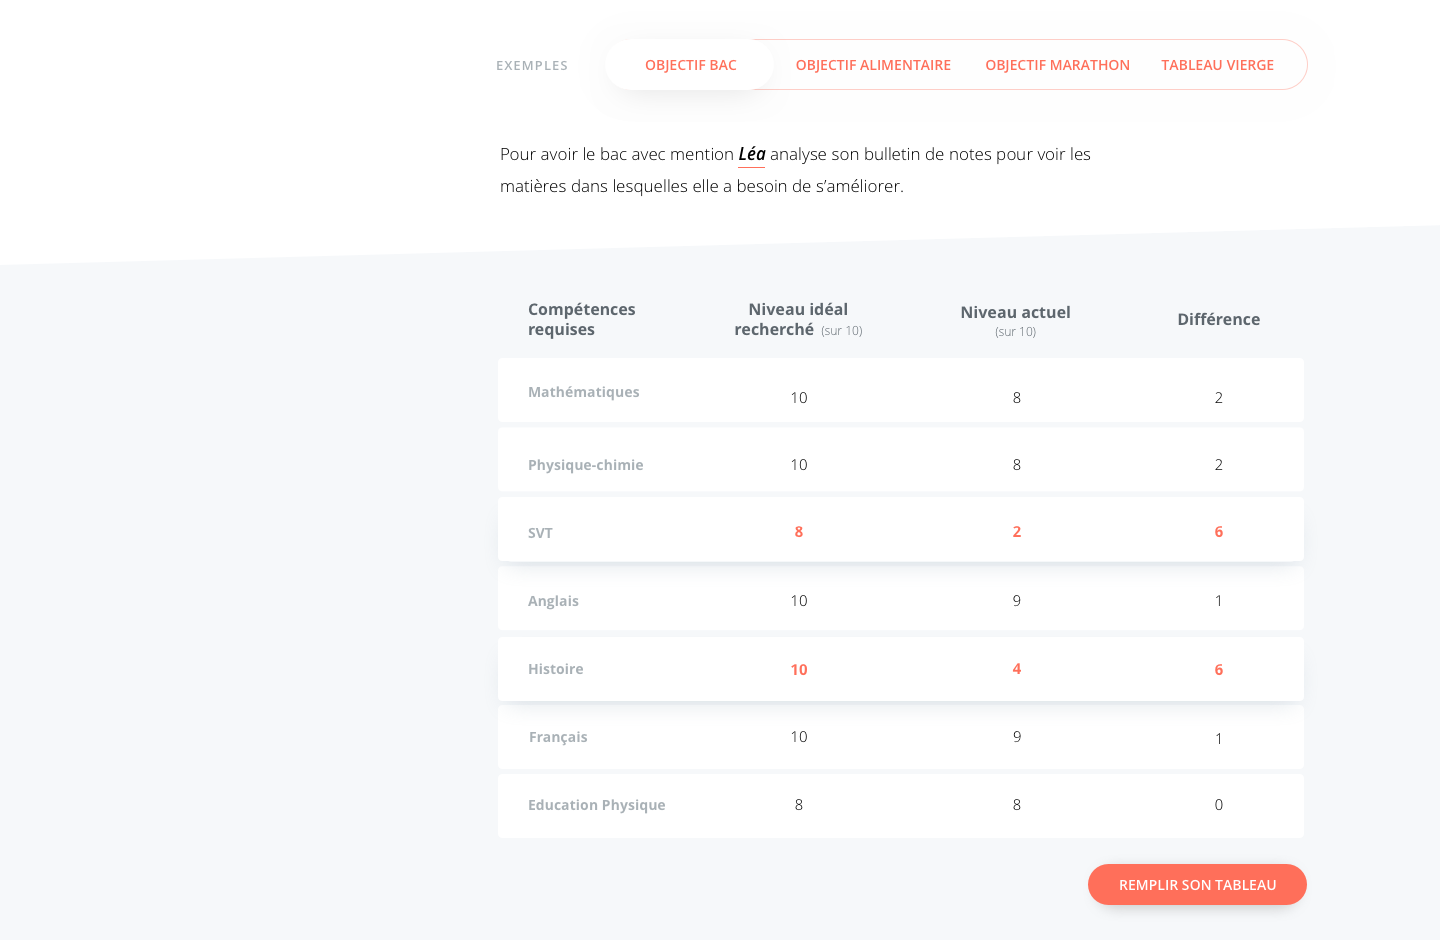 EXEMPLES OBJECTIF BAC OBJECTIF ALIMENTAIRE OBJECTIF MARATHON TABLEAU VIERGE
Pour avoir le bac avec mention Léa analyse son bulletin de notes pour voir les
matières dans lesquelles elle a besoin de s’améliorer.
Compétences
requises
Niveau idéal
recherché (sur 10)
Niveau actuel
(sur 10)
Différence
Mathématiques 10 8 2
Physique-chimie 10 8 2
SVT 8 2 6
Anglais 10 9 1
Histoire 10 4 6
Français 10 9 1
Education Physique 8 8 0
REMPLIR SON TABLEAU